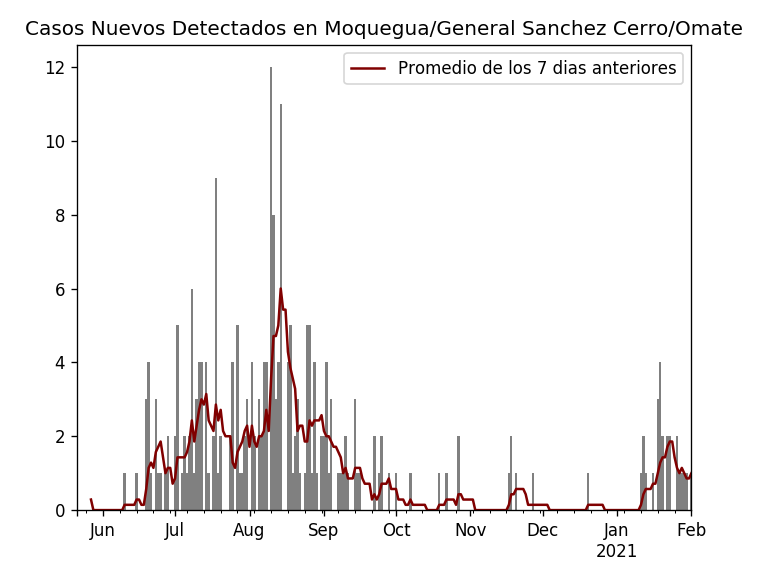 Casos Nuevos Detectados en Moquegua/General Sanchez Cerro/Omate
Promedio de los 7 dias anteriores
12
10
8
6
4
2
0
Jun Jul Aug Sep Oct Nov Dec Jan Feb
2021